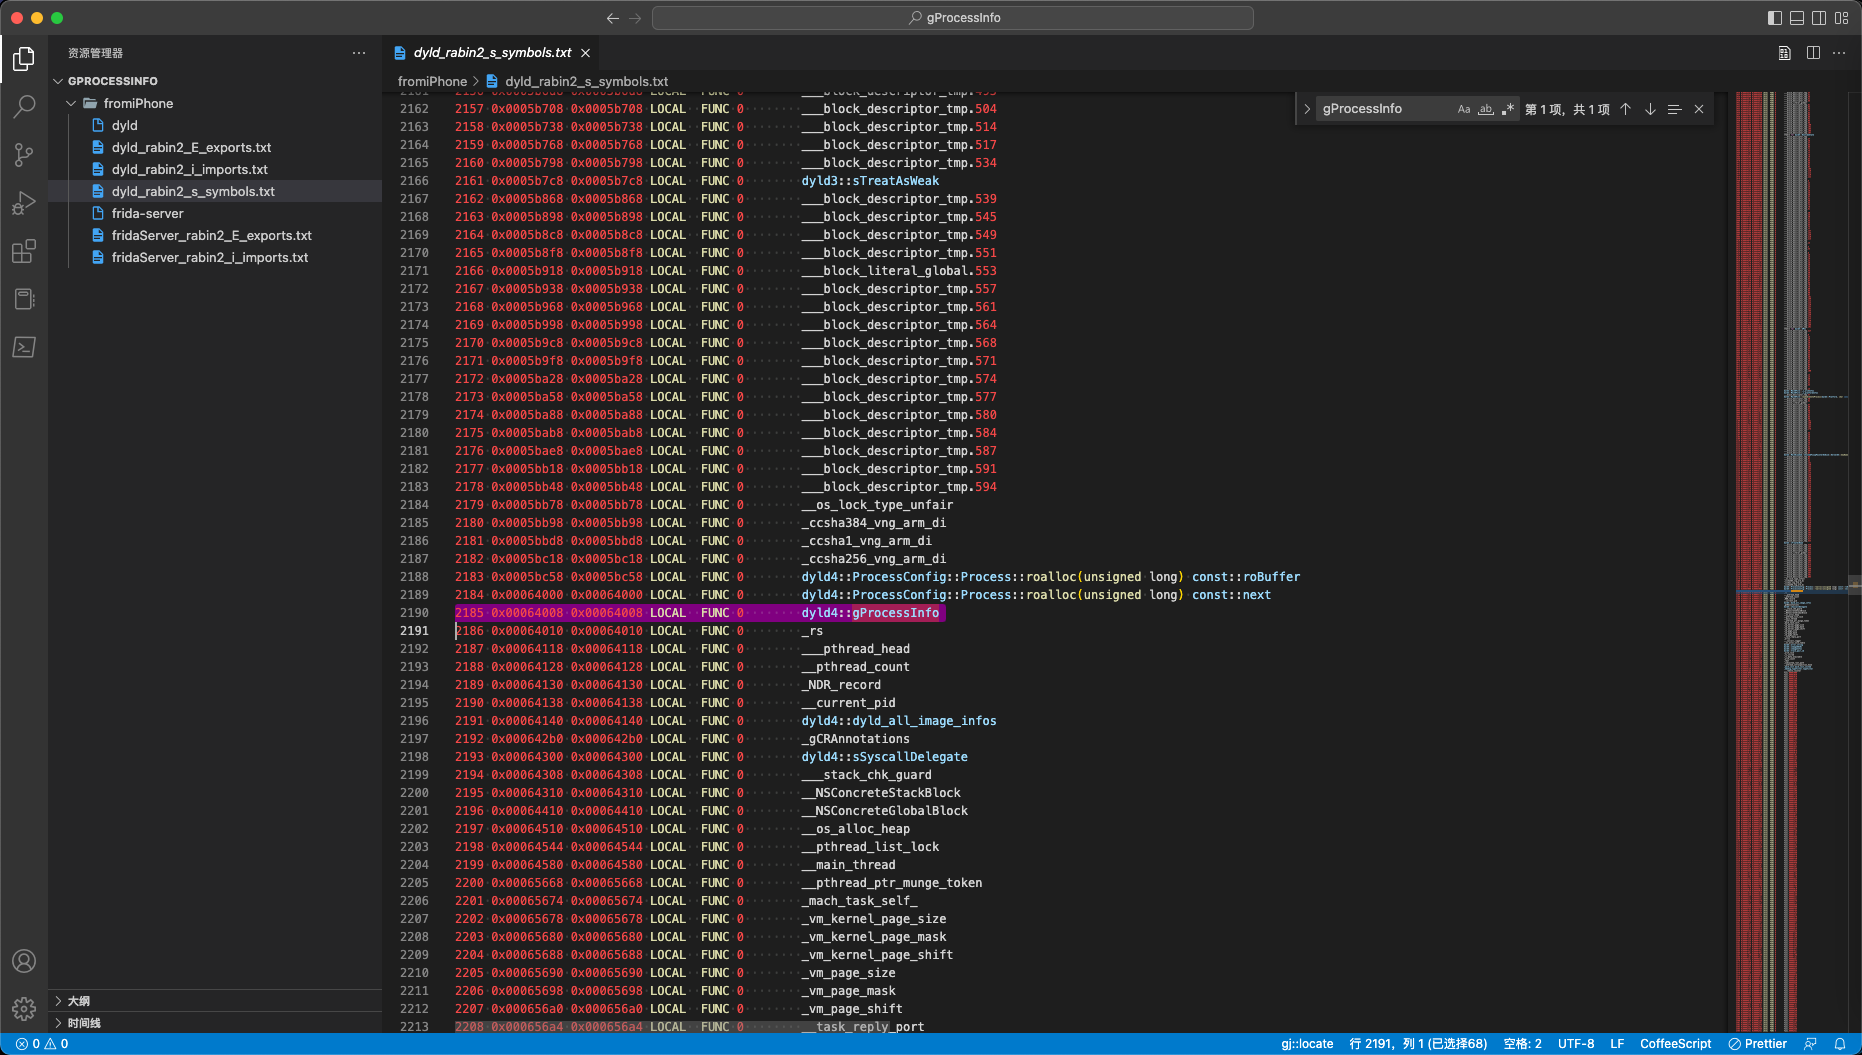 gProcessInfo
资源管理器
GPROCESSINFO
fromiPhone
dyld
dyld_rabin2_E_exports.txt
dyld_rabin2_i_imports.txt
dyld_rabin2_s_symbols.txt
frida-server
fridaServer_rabin2_E_exports.txt
fridaServer_rabin2_i_imports.txt
大纲
时间线
dyld_rabin2_s_symbols.txt
fromiPhone > dyld_rabin2_s_symbols.txt
gProcessInfo Aa ab .* 第 1 项，共 1 项
2162 2157 0x0005b708 0x0005b708 LOCAL FUNC 0 ___block_descriptor_tmp.504
2163 2158 0x0005b738 0x0005b738 LOCAL FUNC 0 ___block_descriptor_tmp.514
2164 2159 0x0005b768 0x0005b768 LOCAL FUNC 0 ___block_descriptor_tmp.517
2165 2160 0x0005b798 0x0005b798 LOCAL FUNC 0 ___block_descriptor_tmp.534
2166 2161 0x0005b7c8 0x0005b7c8 LOCAL FUNC 0 dyld3::sTreatAsWeak
2167 2162 0x0005b868 0x0005b868 LOCAL FUNC 0 ___block_descriptor_tmp.539
2168 2163 0x0005b898 0x0005b898 LOCAL FUNC 0 ___block_descriptor_tmp.545
2169 2164 0x0005b8c8 0x0005b8c8 LOCAL FUNC 0 ___block_descriptor_tmp.549
2170 2165 0x0005b8f8 0x0005b8f8 LOCAL FUNC 0 ___block_descriptor_tmp.551
2171 2166 0x0005b918 0x0005b918 LOCAL FUNC 0 ___block_literal_global.553
2172 2167 0x0005b938 0x0005b938 LOCAL FUNC 0 ___block_descriptor_tmp.557
2173 2168 0x0005b968 0x0005b968 LOCAL FUNC 0 ___block_descriptor_tmp.561
2174 2169 0x0005b998 0x0005b998 LOCAL FUNC 0 ___block_descriptor_tmp.564
2175 2170 0x0005b9c8 0x0005b9c8 LOCAL FUNC 0 ___block_descriptor_tmp.568
2176 2171 0x0005b9f8 0x0005b9f8 LOCAL FUNC 0 ___block_descriptor_tmp.571
2177 2172 0x0005ba28 0x0005ba28 LOCAL FUNC 0 ___block_descriptor_tmp.574
2178 2173 0x0005ba58 0x0005ba58 LOCAL FUNC 0 ___block_descriptor_tmp.577
2179 2174 0x0005ba88 0x0005ba88 LOCAL FUNC 0 ___block_descriptor_tmp.580
2180 2175 0x0005bab8 0x0005bab8 LOCAL FUNC 0 ___block_descriptor_tmp.584
2181 2176 0x0005bae8 0x0005bae8 LOCAL FUNC 0 ___block_descriptor_tmp.587
2182 2177 0x0005bb18 0x0005bb18 LOCAL FUNC 0 ___block_descriptor_tmp.591
2183 2178 0x0005bb48 0x0005bb48 LOCAL FUNC 0 ___block_descriptor_tmp.594
2184 2179 0x0005bb78 0x0005bb78 LOCAL FUNC 0 __os_lock_type_unfair
2185 2180 0x0005bb98 0x0005bb98 LOCAL FUNC 0 _ccsha384_vng_arm_di
2186 2181 0x0005bbd8 0x0005bbd8 LOCAL FUNC 0 _ccsha1_vng_arm_di
2187 2182 0x0005bc18 0x0005bc18 LOCAL FUNC 0 _ccsha256_vng_arm_di
2188 2183 0x0005bc58 0x0005bc58 LOCAL FUNC 0 dyld4::ProcessConfig::Process::roalloc(unsigned long) const::roBuffer
2189 2184 0x00064000 0x00064000 LOCAL FUNC 0 dyld4::ProcessConfig::Process::roalloc(unsigned long) const::next
2190 2185 0x00064008 0x00064008 LOCAL FUNC 0 dyld4::gProcessInfo
2191 2186 0x00064010 0x00064010 LOCAL FUNC 0 _rs
2192 2187 0x00064118 0x00064118 LOCAL FUNC 0 ___pthread_head
2193 2188 0x00064128 0x00064128 LOCAL FUNC 0 __pthread_count
2194 2189 0x00064130 0x00064130 LOCAL FUNC 0 _NDR_record
2195 2190 0x00064138 0x00064138 LOCAL FUNC 0 __current_pid
2196 2191 0x00064140 0x00064140 LOCAL FUNC 0 dyld4::dyld_all_image_infos
2197 2192 0x000642b0 0x000642b0 LOCAL FUNC 0 _gCRAnnotations
2198 2193 0x00064300 0x00064300 LOCAL FUNC 0 dyld4::sSyscallDelegate
2199 2194 0x00064308 0x00064308 LOCAL FUNC 0 ___stack_chk_guard
2200 2195 0x00064310 0x00064310 LOCAL FUNC 0 __NSConcreteStackBlock
2201 2196 0x00064410 0x00064410 LOCAL FUNC 0 __NSConcreteGlobalBlock
2202 2197 0x00064510 0x00064510 LOCAL FUNC 0 __os_alloc_heap
2203 2198 0x00064544 0x00064544 LOCAL FUNC 0 __pthread_list_lock
2204 2199 0x00064580 0x00064580 LOCAL FUNC 0 __main_thread
2205 2200 0x00065668 0x00065668 LOCAL FUNC 0 __pthread_ptr_munge_token
2206 2201 0x00065674 0x00065674 LOCAL FUNC 0 _mach_task_self_
2207 2202 0x00065678 0x00065678 LOCAL FUNC 0 _vm_kernel_page_size
2208 2203 0x00065680 0x00065680 LOCAL FUNC 0 _vm_kernel_page_mask
2209 2204 0x00065688 0x00065688 LOCAL FUNC 0 _vm_kernel_page_shift
2210 2205 0x00065690 0x00065690 LOCAL FUNC 0 _vm_page_size
2211 2206 0x00065698 0x00065698 LOCAL FUNC 0 _vm_page_mask
2212 2207 0x000656a0 0x000656a0 LOCAL FUNC 0 _vm_page_shift
2213 2208 0x000656a4 0x000656a4 LOCAL FUNC 0 __task_reply_port
0 0 gj::locate 行 2191，列 1 (已选择68) 空格: 2 UTF-8 LF CoffeeScript Prettier